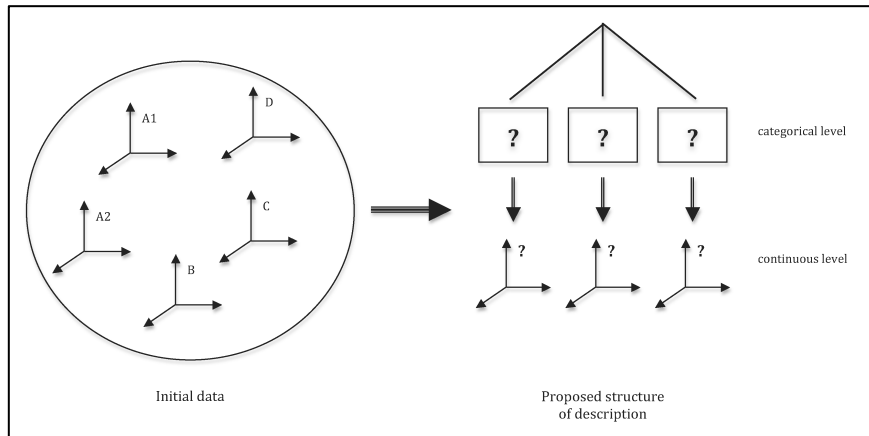 A1
D
A2
C
B
Initial data
?
?
?
categorical level
?
?
?
continuous level
Proposed structure
of description